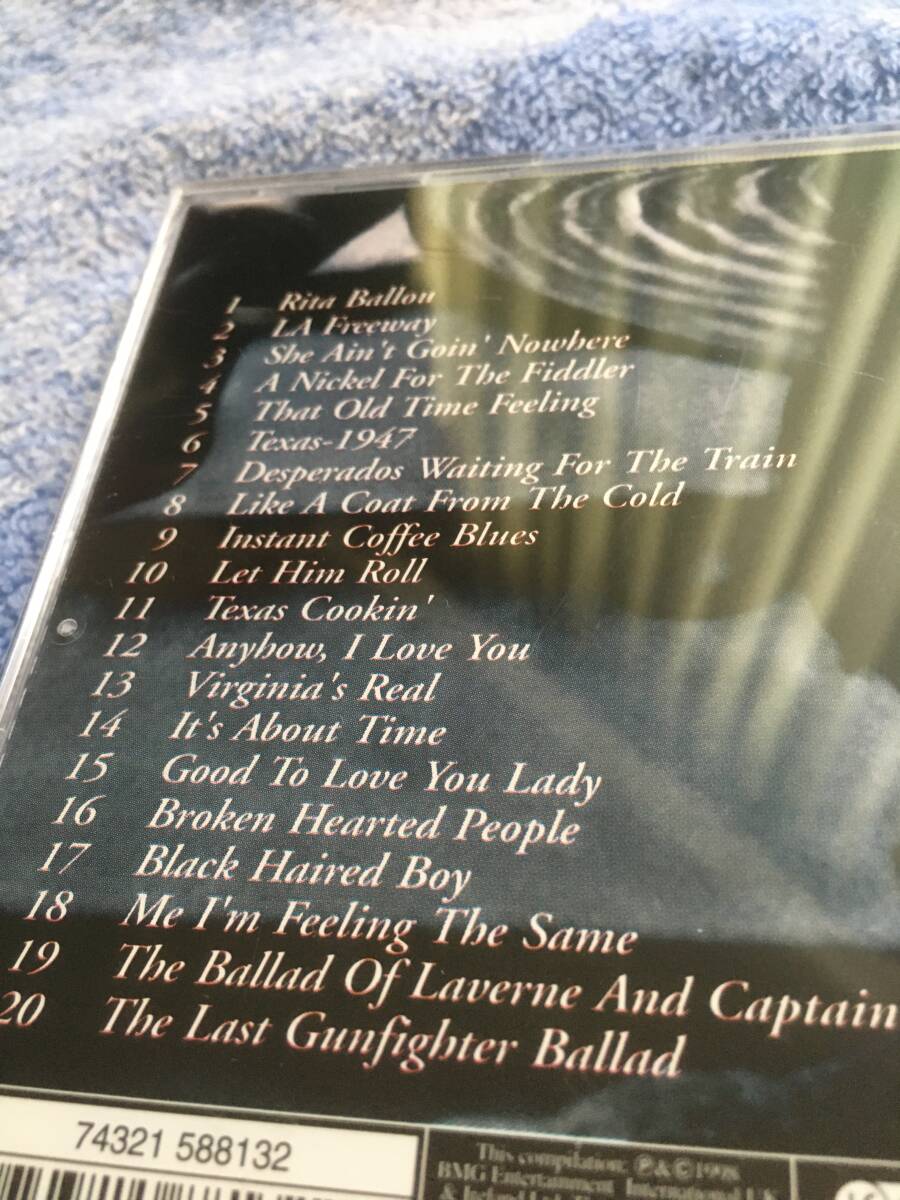 1 Rita Ballou
2 LA Freeway
3 She Ain't Goin' Nowhere
4 A Nickel For The Fiddler
5 That Old Time Feeling
6 Texas-1947
7 Desperados Waiting For The Train
8 Like A Coat From The Cold
9 Instant Coffee Blues
10 Let Him Roll
11 Texas Cookin'
12 Anyhow, I Love You
13 Virginia's Real
14 It's About Time
15 Good To Love You Lady
16 Broken Hearted People
17 Black Haired Boy
18 Me I'm Feeling The Same
19 The Ballad Of Laverne And Captain
20 The Last Gunfighter Ballad
74321 588132
This compilation: ℗ & © 1998
BMG Entertainment International UK
& Ireland Ltd.